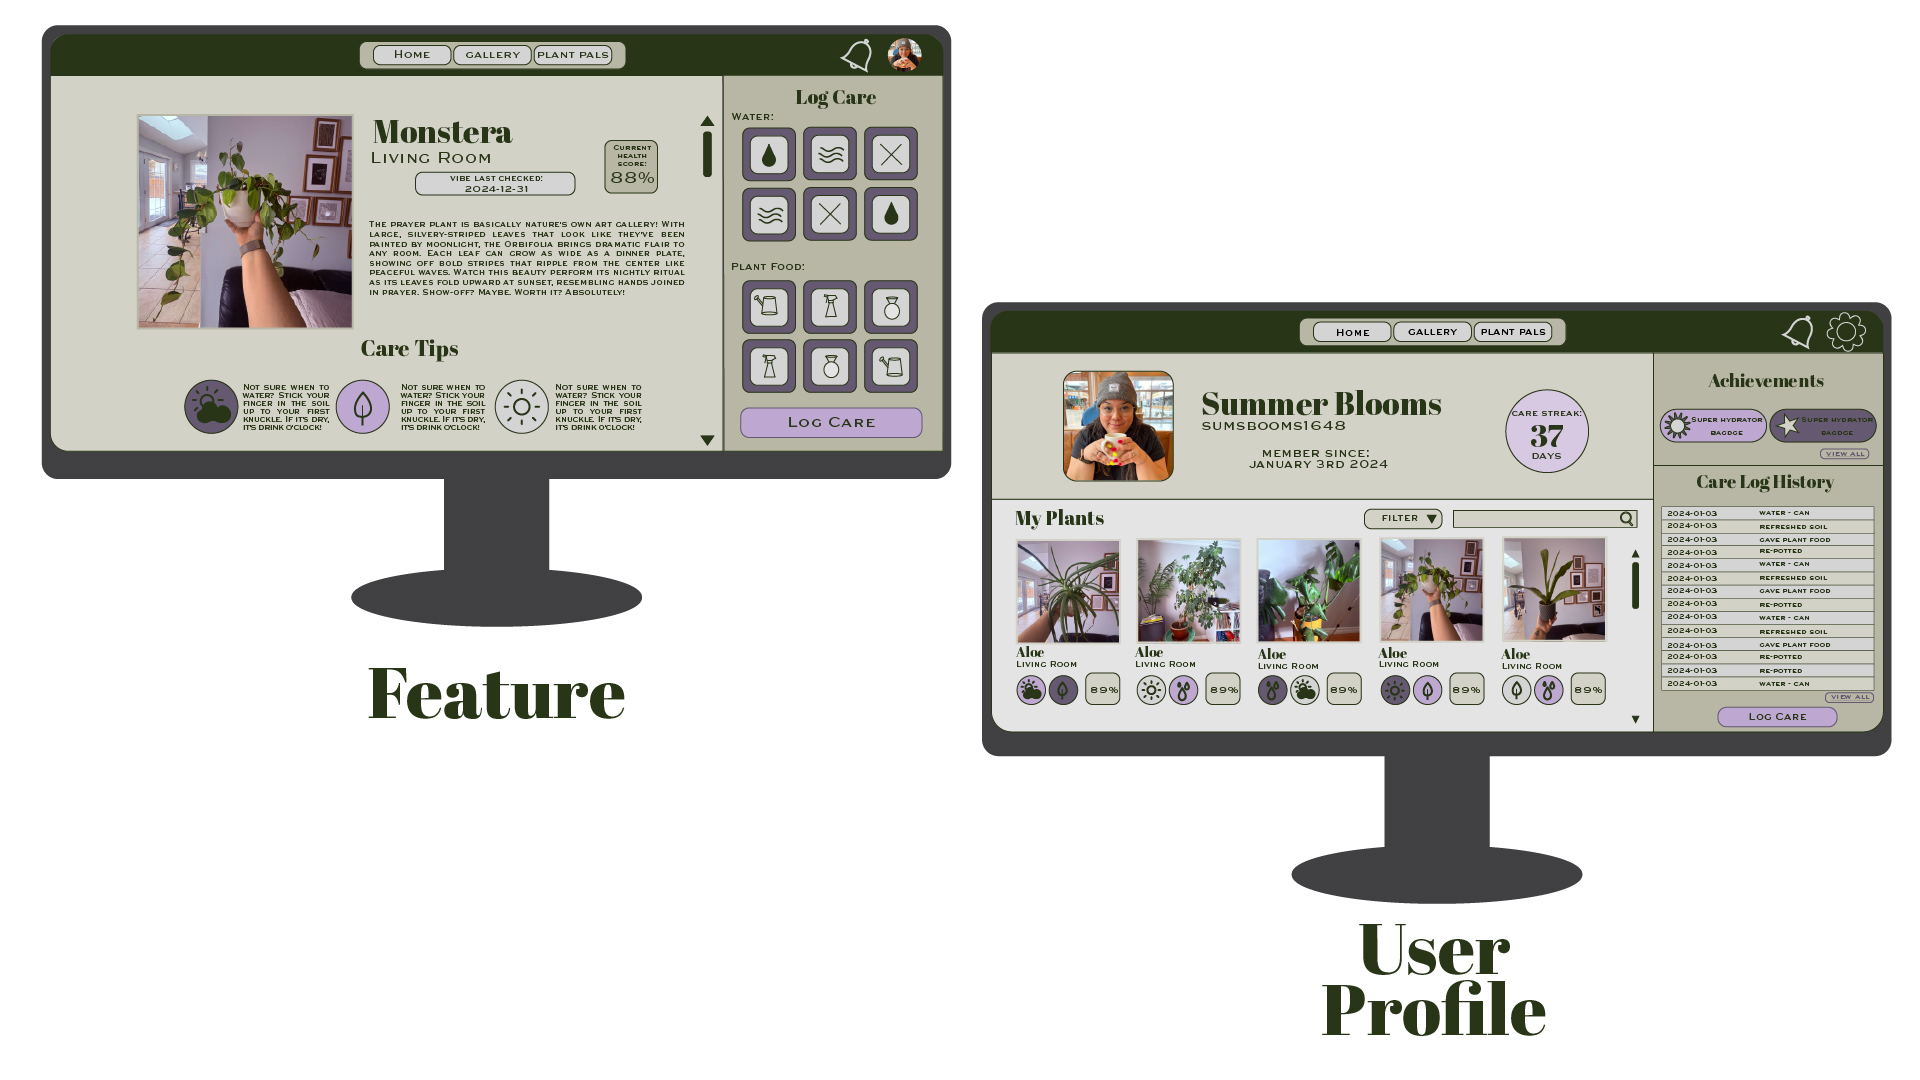 HOME GALLERY PLANT PALS
Monstera
LIVING ROOM
VIBE LAST CHECKED:
2024-12-31
CURRENT
HEALTH
SCORE:
88%
THE PRAYER PLANT IS BASICALLY NATURE'S OWN ART GALLERY! WITH
LARGE, SILVERY-STRIPED LEAVES THAT LOOK LIKE THEY'VE BEEN
PAINTED BY MOONLIGHT, THE ORBIFOLIA BRINGS DRAMATIC FLAIR TO
ANY ROOM. EACH LEAF CAN GROW AS WIDE AS A DINNER PLATE,
SHOWING OFF BOLD STRIPES THAT RIPPLE FROM THE CENTER LIKE
PEACEFUL WAVES. WATCH THIS BEAUTY PERFORM ITS NIGHTLY RITUAL
AS ITS LEAVES FOLD UPWARD AT SUNSET, RESEMBLING HANDS JOINED
IN PRAYER. SHOW-OFF? MAYBE. WORTH IT? ABSOLUTELY!
Care Tips
NOT SURE WHEN TO
WATER? STICK YOUR
FINGER IN THE SOIL
UP TO YOUR FIRST
KNUCKLE. IF IT'S DRY,
IT'S DRINK O'CLOCK!
NOT SURE WHEN TO
WATER? STICK YOUR
FINGER IN THE SOIL
UP TO YOUR FIRST
KNUCKLE. IF IT'S DRY,
IT'S DRINK O'CLOCK!
NOT SURE WHEN TO
WATER? STICK YOUR
FINGER IN THE SOIL
UP TO YOUR FIRST
KNUCKLE. IF IT'S DRY,
IT'S DRINK O'CLOCK!
Log Care
WATER:
PLANT FOOD:
LOG CARE
Feature
HOME GALLERY PLANT PALS
Summer Blooms
SUMSBOOMS1648
MEMBER SINCE:
JANUARY 3RD 2024
CARE STREAK:
37
DAYS
My Plants
FILTER
Aloe
LIVING ROOM
89%
Aloe
LIVING ROOM
89%
Aloe
LIVING ROOM
89%
Aloe
LIVING ROOM
89%
Aloe
LIVING ROOM
89%
Achievements
SUPER HYDRATOR
BAGDGE
SUPER HYDRATOR
BAGDGE
VIEW ALL
Care Log History
2024-01-03 WATER - CAN
2024-01-03 REFRESHED SOIL
2024-01-03 GAVE PLANT FOOD
2024-01-03 RE-POTTED
2024-01-03 WATER - CAN
2024-01-03 REFRESHED SOIL
2024-01-03 GAVE PLANT FOOD
2024-01-03 RE-POTTED
2024-01-03 WATER - CAN
2024-01-03 REFRESHED SOIL
2024-01-03 GAVE PLANT FOOD
2024-01-03 RE-POTTED
2024-01-03 RE-POTTED
2024-01-03 WATER - CAN
VIEW ALL
LOG CARE
User
Profile